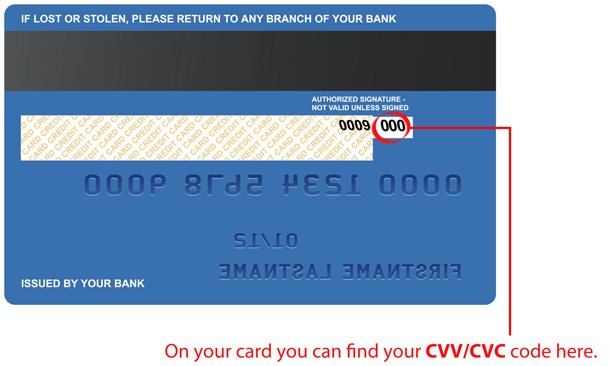 IF LOST OR STOLEN, PLEASE RETURN TO ANY BRANCH OF YOUR BANK
AUTHORIZED SIGNATURE -
NOT VALID UNLESS SIGNED
CARD CREDIT CARD CREDIT CARD CREDIT
0009 000
0000 1234 5678 9000
01/12
FIRSTNAME LASTNAME
ISSUED BY YOUR BANK
On your card you can find your CVV/CVC code here.